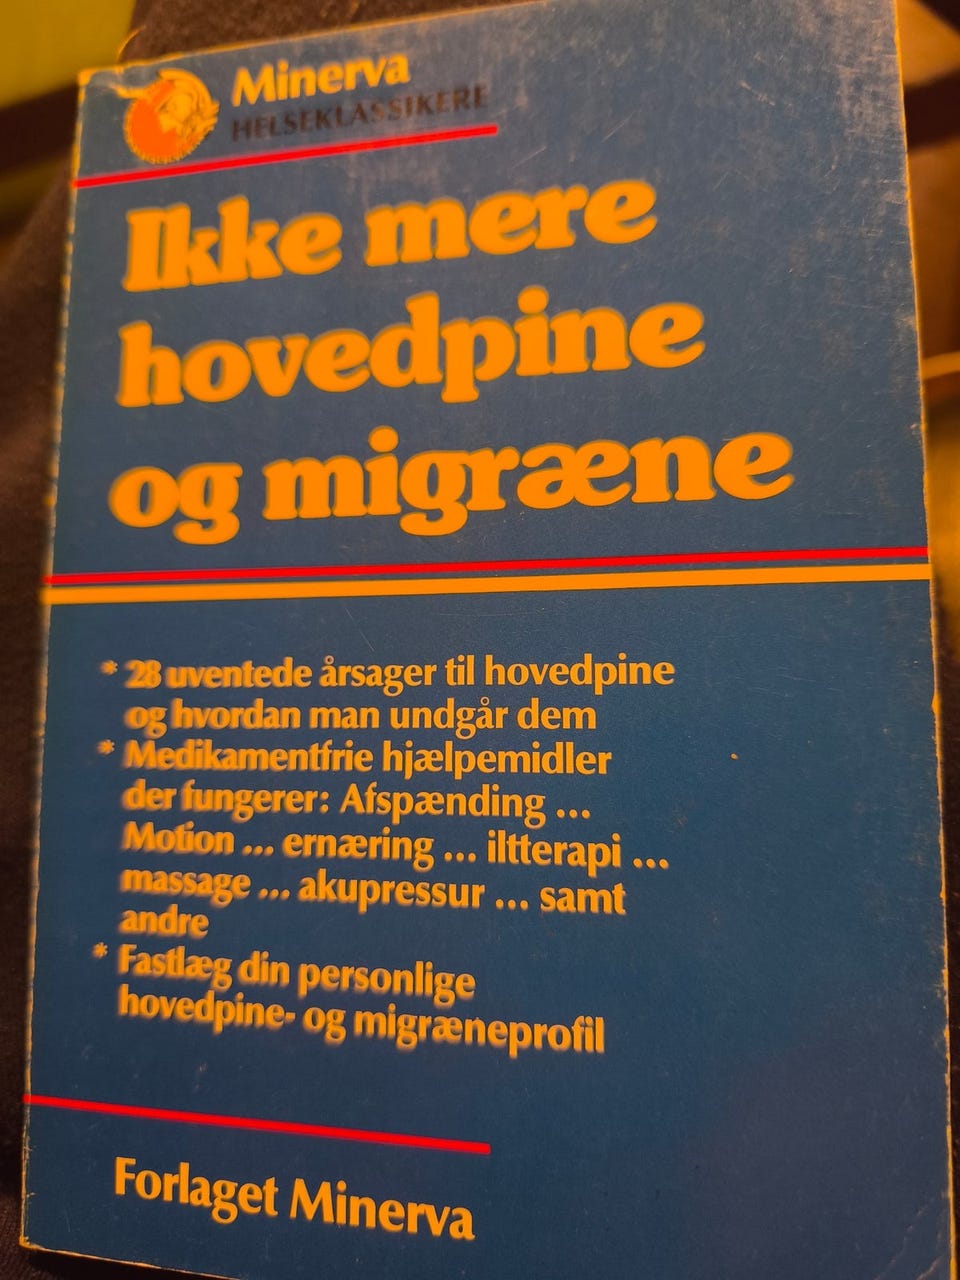 Minerva
HELSEKLASSIKERE
Ikke mere
hovedpine
og migræne
* 28 uventede årsager til hovedpine
og hvordan man undgår dem
* Medikamentfrie hjælpemidler
der fungerer: Afspænding ...
Motion ... ernæring ... iltterapi ...
massage ... akupressur ... samt
andre
* Fastlæg din personlige
hovedpine- og migræneprofil
Forlaget Minerva